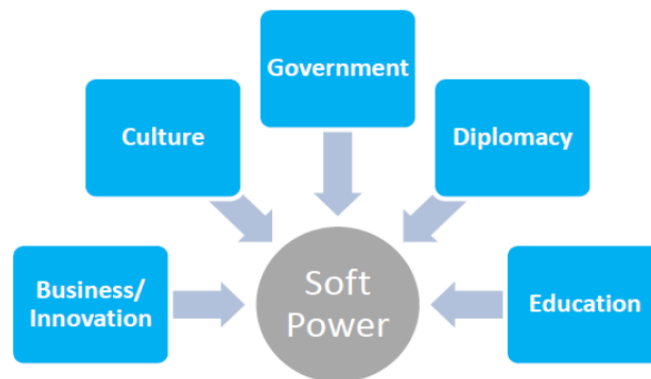 Government
Culture
Diplomacy
Business/
Innovation
Soft
Power
Education